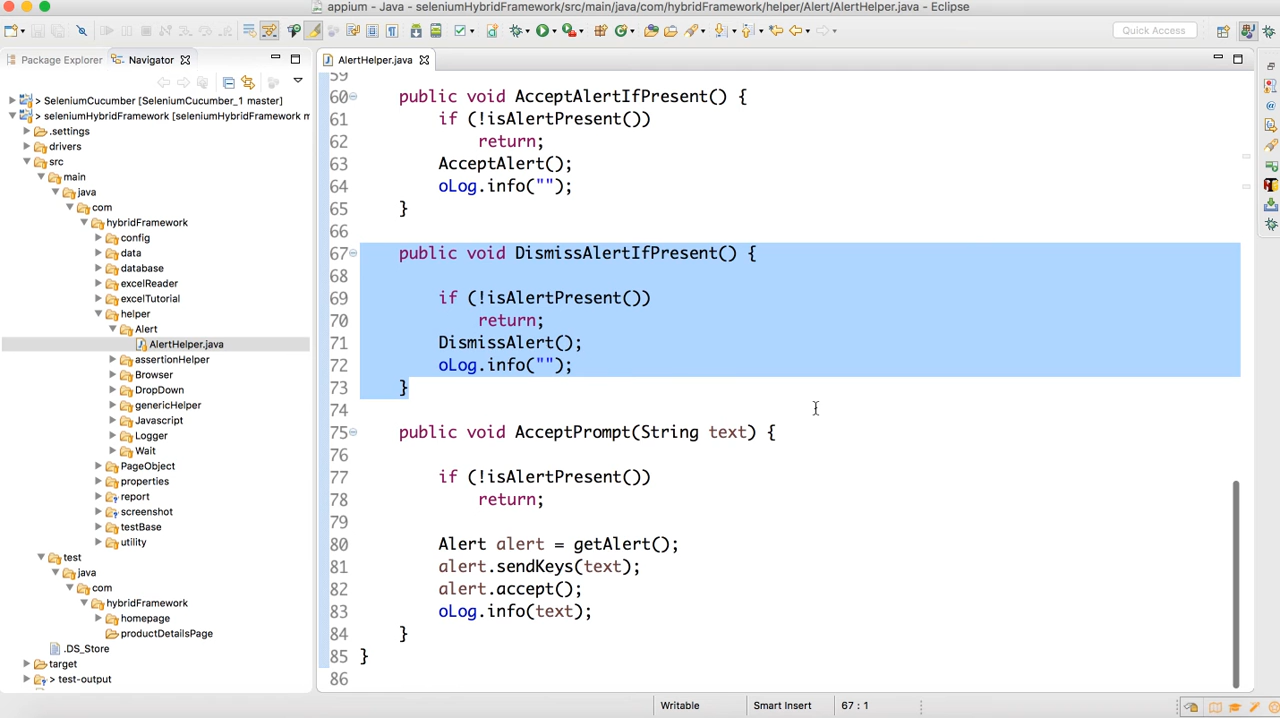 appium - Java - seleniumHybridFramework/src/main/java/com/hybridFramework/helper/Alert/AlertHelper.java - Eclipse
Quick Access
Package Explorer
Navigator
AlertHelper.java
> SeleniumCucumber [SeleniumCucumber_1 master]
> seleniumHybridFramework [seleniumHybridFramework m
.settings
drivers
src
main
java
com
hybridFramework
config
data
database
excelReader
excelTutorial
helper
Alert
AlertHelper.java
assertionHelper
Browser
DropDown
genericHelper
Javascript
Logger
Wait
PageObject
properties
report
screenshot
testBase
utility
test
java
com
hybridFramework
homepage
productDetailsPage
.DS_Store
target
> test-output
59
60 public void AcceptAlertIfPresent() {
61 if (!isAlertPresent())
62 return;
63 AcceptAlert();
64 oLog.info("");
65 }
66
67 public void DismissAlertIfPresent() {
68
69 if (!isAlertPresent())
70 return;
71 DismissAlert();
72 oLog.info("");
73 }
74
75 public void AcceptPrompt(String text) {
76
77 if (!isAlertPresent())
78 return;
79
80 Alert alert = getAlert();
81 alert.sendKeys(text);
82 alert.accept();
83 oLog.info(text);
84 }
85 }
86
Writable
Smart Insert
67 : 1